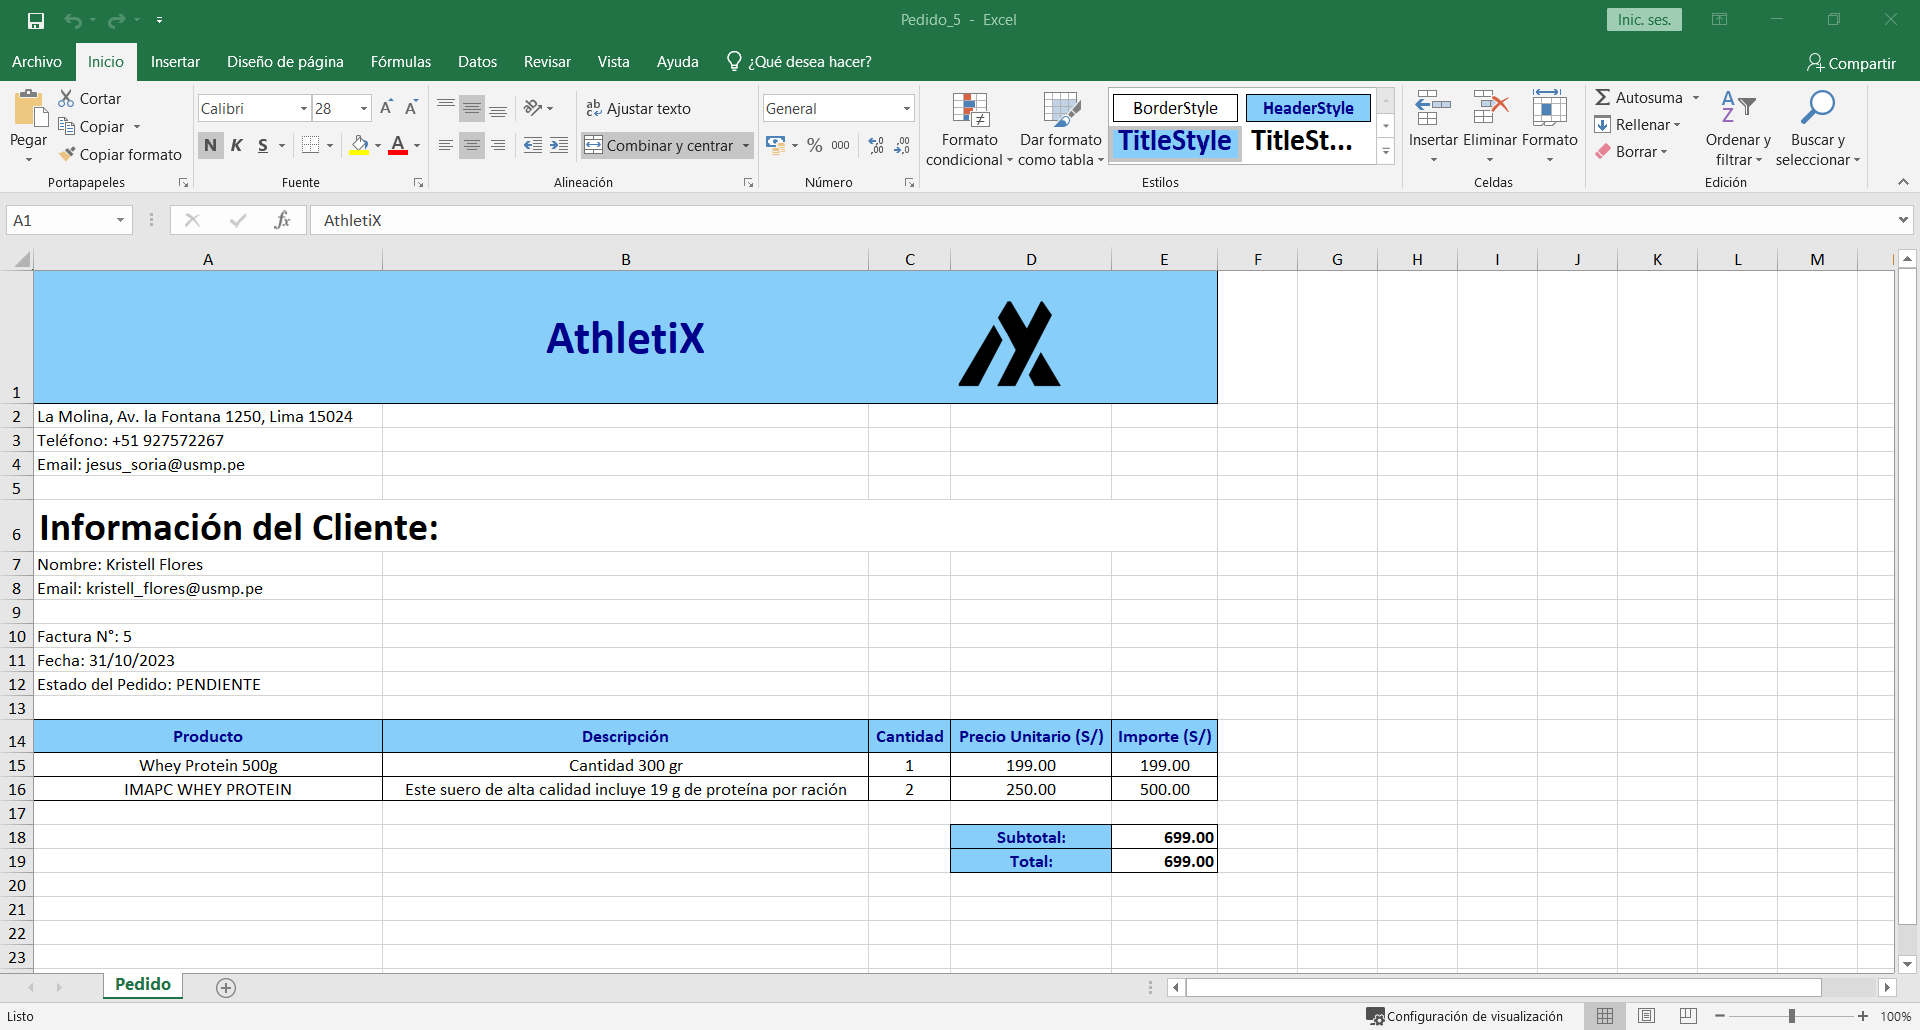 Pedido_5 - Excel
Inic. ses.
Archivo Inicio Insertar Diseño de página Fórmulas Datos Revisar Vista Ayuda ¿Qué desea hacer? Compartir
Pegar
Cortar
Copiar
Copiar formato
Portapapeles
Calibri 28
N K S
Fuente
Ajustar texto
Combinar y centrar
Alineación
General
% 000
Número
Formato condicional
Dar formato como tabla
BorderStyle HeaderStyle
TitleStyle TitleSt...
Estilos
Insertar Eliminar Formato
Celdas
Autosuma
Rellenar
Borrar
Ordenar y filtrar
Buscar y seleccionar
Edición
A1 fx AthletiX
A B C D E F G H I J K L M
1 AthletiX
2 La Molina, Av. la Fontana 1250, Lima 15024
3 Teléfono: +51 927572267
4 Email: jesus_soria@usmp.pe
5
6 Información del Cliente:
7 Nombre: Kristell Flores
8 Email: kristell_flores@usmp.pe
9
10 Factura N°: 5
11 Fecha: 31/10/2023
12 Estado del Pedido: PENDIENTE
13
14 Producto Descripción Cantidad Precio Unitario (S/) Importe (S/)
15 Whey Protein 500g Cantidad 300 gr 1 199.00 199.00
16 IMAPC WHEY PROTEIN Este suero de alta calidad incluye 19 g de proteína por ración 2 250.00 500.00
17
18 Subtotal: 699.00
19 Total: 699.00
20
21
22
23
Pedido
Listo Configuración de visualización 100%